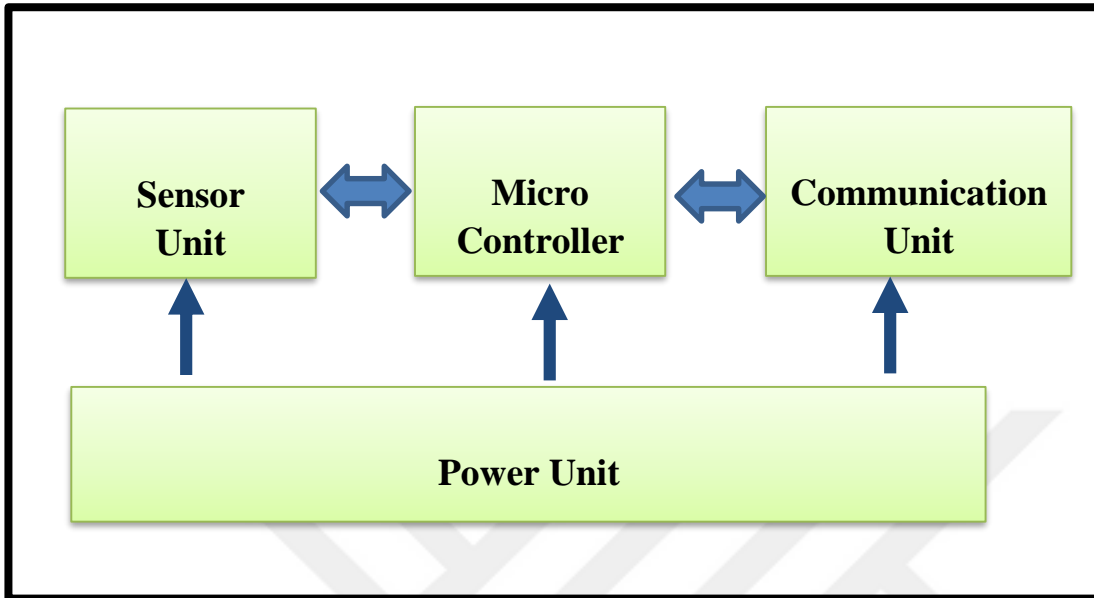 Sensor
Unit
Micro
Controller
Communication
Unit
Power Unit